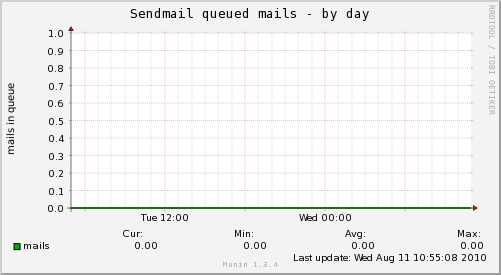 Sendmail queued mails - by day
RRDTOOL / TOBI OETIKER
mails in queue
1.0
0.9
0.8
0.7
0.6
0.5
0.4
0.3
0.2
0.1
0.0
Tue 12:00 Wed 00:00
Cur: Min: Avg: Max:
mails 0.00 0.00 0.00 0.00
Last update: Wed Aug 11 10:55:08 2010
Munin 1.3.4